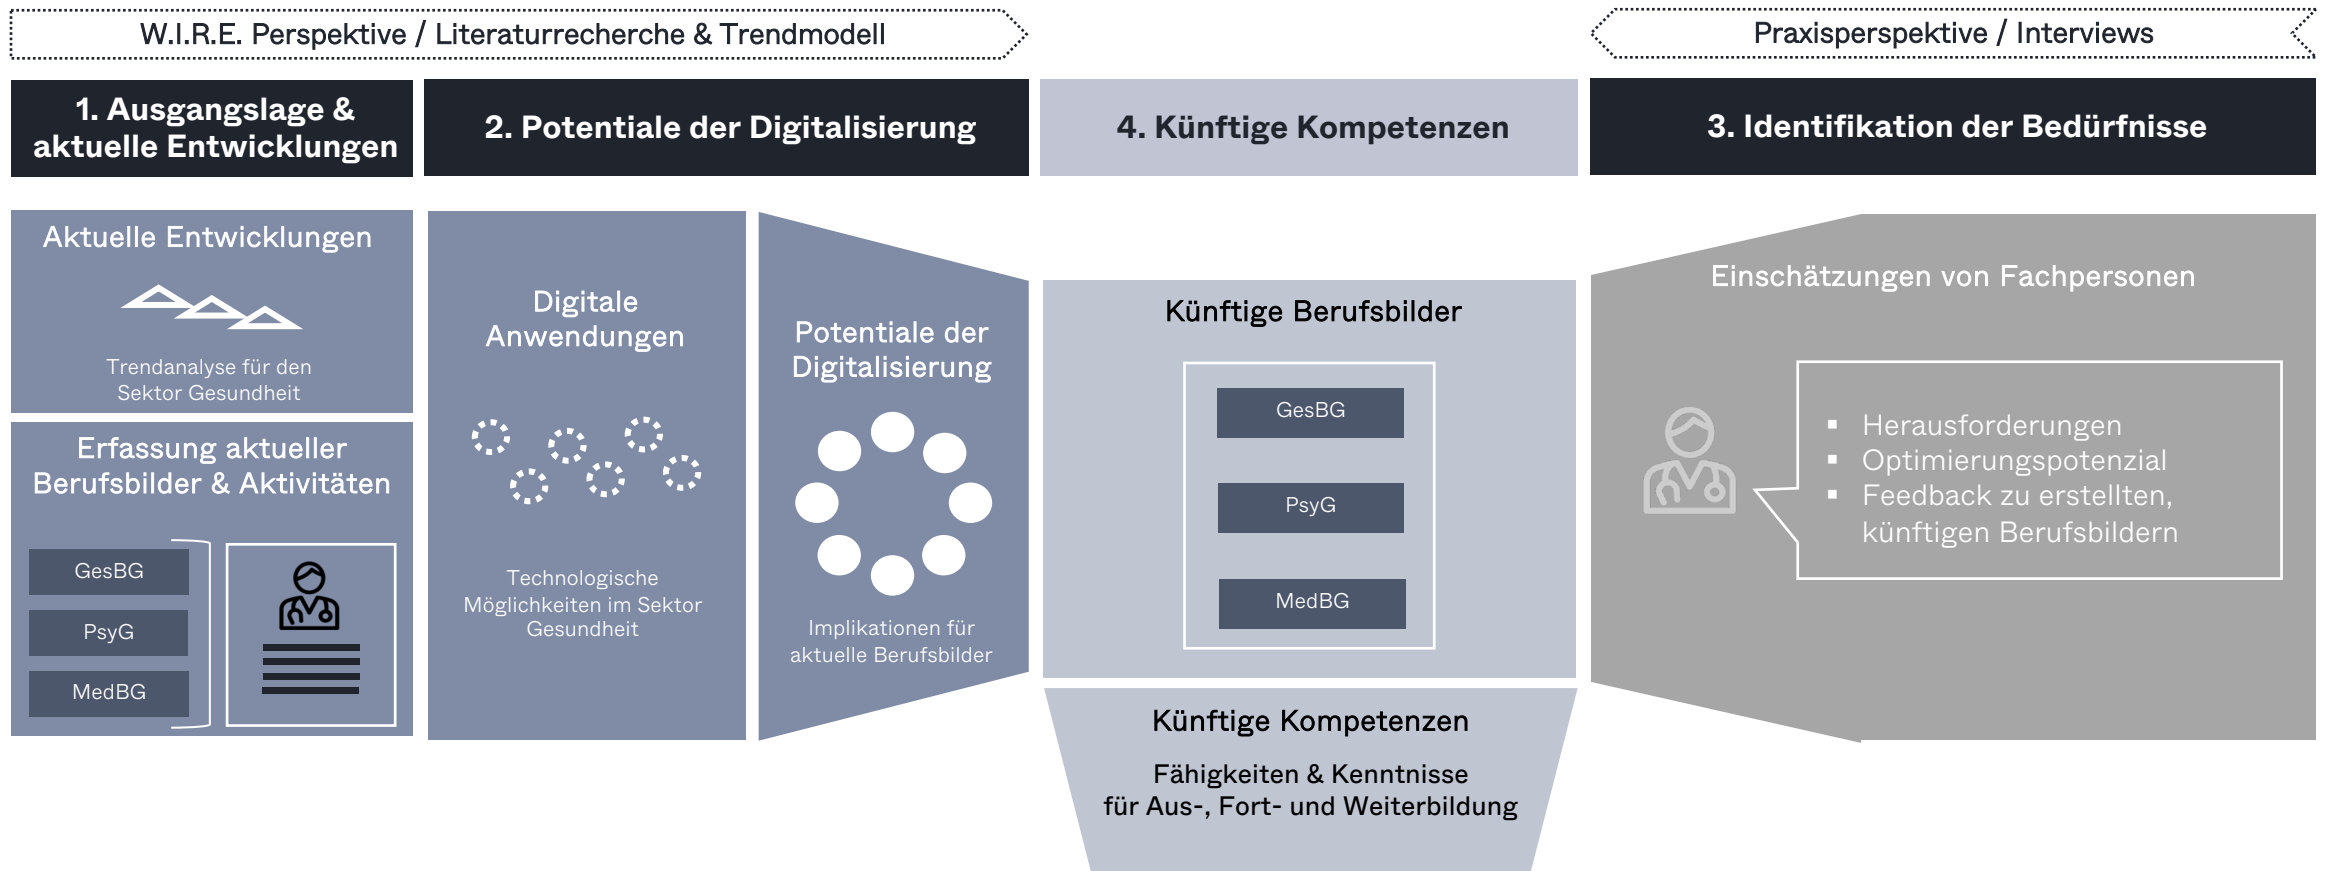 W.I.R.E. Perspektive / Literaturrecherche & Trendmodell
Praxisperspektive / Interviews
1. Ausgangslage &
aktuelle Entwicklungen
2. Potentiale der Digitalisierung
4. Künftige Kompetenzen
3. Identifikation der Bedürfnisse
Aktuelle Entwicklungen
Trendanalyse für den
Sektor Gesundheit
Erfassung aktueller
Berufsbilder & Aktivitäten
GesBG
PsyG
MedBG
Digitale
Anwendungen
Technologische
Möglichkeiten im Sektor
Gesundheit
Potentiale der
Digitalisierung
Implikationen für
aktuelle Berufsbilder
Künftige Berufsbilder
GesBG
PsyG
MedBG
Künftige Kompetenzen
Fähigkeiten & Kenntnisse
für Aus-, Fort- und Weiterbildung
Einschätzungen von Fachpersonen
▪ Herausforderungen
▪ Optimierungspotenzial
▪ Feedback zu erstellten,
künftigen Berufsbildern